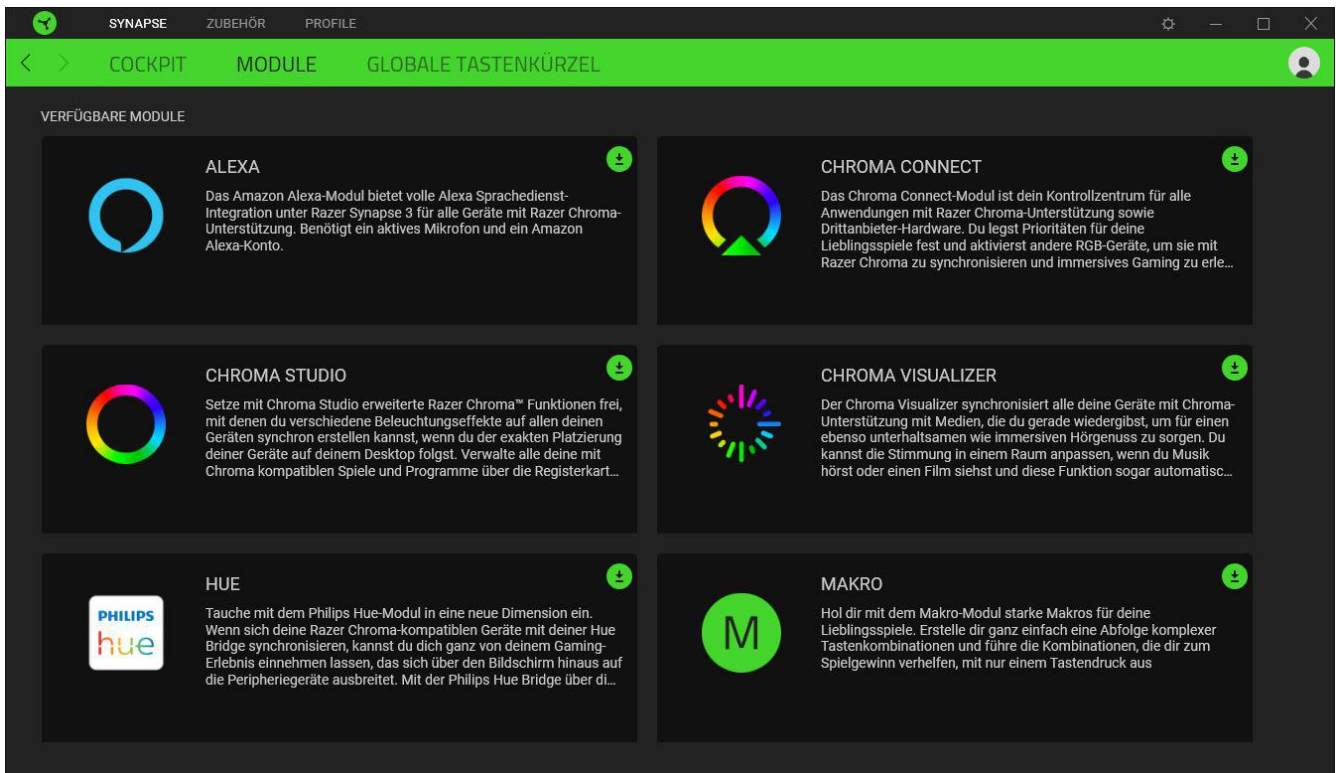 SYNAPSE ZUBEHÖR PROFILE
COCKPIT MODULE GLOBALE TASTENKÜRZEL
VERFÜGBARE MODULE
ALEXA
Das Amazon Alexa-Modul bietet volle Alexa Sprachedienst-
Integration unter Razer Synapse 3 für alle Geräte mit Razer Chroma-
Unterstützung. Benötigt ein aktives Mikrofon und ein Amazon
Alexa-Konto.
CHROMA CONNECT
Das Chroma Connect-Modul ist dein Kontrollzentrum für alle
Anwendungen mit Razer Chroma-Unterstützung sowie
Drittanbieter-Hardware. Du legst Prioritäten für deine
Lieblingsspiele fest und aktivierst andere RGB-Geräte, um sie mit
Razer Chroma zu synchronisieren und immersives Gaming zu erle...
CHROMA STUDIO
Setze mit Chroma Studio erweiterte Razer Chroma™ Funktionen frei,
mit denen du verschiedene Beleuchtungseffekte auf allen deinen
Geräten synchron erstellen kannst, wenn du der exakten Platzierung
deiner Geräte auf deinem Desktop folgst. Verwalte alle deine mit
Chroma kompatiblen Spiele und Programme über die Registerkart...
CHROMA VISUALIZER
Der Chroma Visualizer synchronisiert alle deine Geräte mit Chroma-
Unterstützung mit Medien, die du gerade wiedergibst, um für einen
ebenso unterhaltsamen wie immersiven Hörgenuss zu sorgen. Du
kannst die Stimmung in einem Raum anpassen, wenn du Musik
hörst oder einen Film siehst und diese Funktion sogar automatisc...
PHILIPS
hue
HUE
Tauche mit dem Philips Hue-Modul in eine neue Dimension ein.
Wenn sich deine Razer Chroma-kompatiblen Geräte mit deiner Hue
Bridge synchronisieren, kannst du dich ganz von deinem Gaming-
Erlebnis einnehmen lassen, das sich über den Bildschirm hinaus auf
die Peripheriegeräte ausbreitet. Mit der Philips Hue Bridge über di...
M
MAKRO
Hol dir mit dem Makro-Modul starke Makros für deine
Lieblingsspiele. Erstelle dir ganz einfach eine Abfolge komplexer
Tastenkombinationen und führe die Kombinationen, die dir zum
Spielgewinn verhelfen, mit nur einem Tastendruck aus